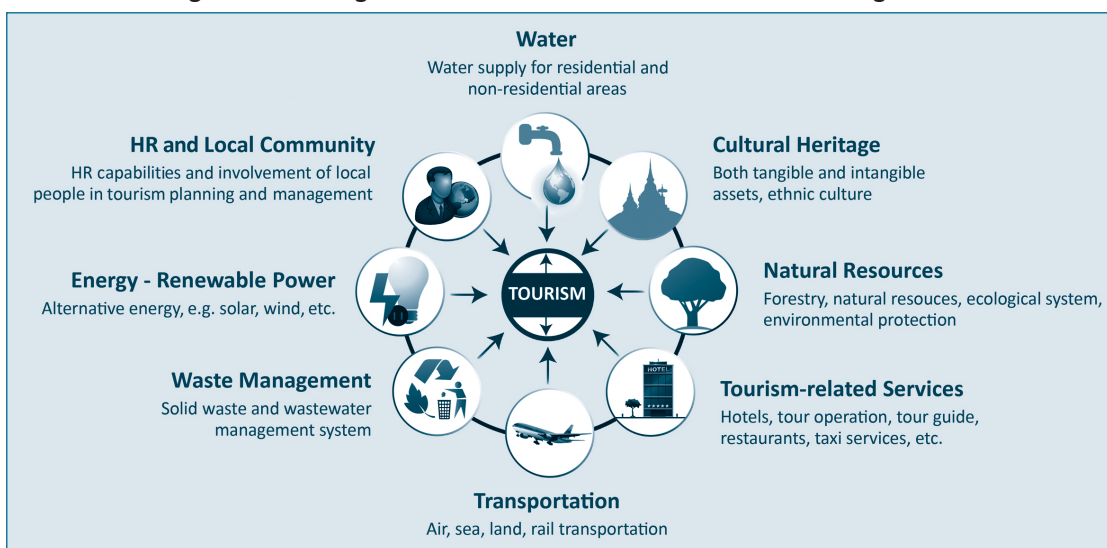 Water
Water supply for residential and
non-residential areas
HR and Local Community
HR capabilities and involvement of local
people in tourism planning and management
Cultural Heritage
Both tangible and intangible
assets, ethnic culture
Energy - Renewable Power
Alternative energy, e.g. solar, wind, etc.
TOURISM
Natural Resources
Forestry, natural resouces, ecological system,
environmental protection
Waste Management
Solid waste and wastewater
management system
HOTEL
Tourism-related Services
Hotels, tour operation, tour guide,
restaurants, taxi services, etc.
Transportation
Air, sea, land, rail transportation